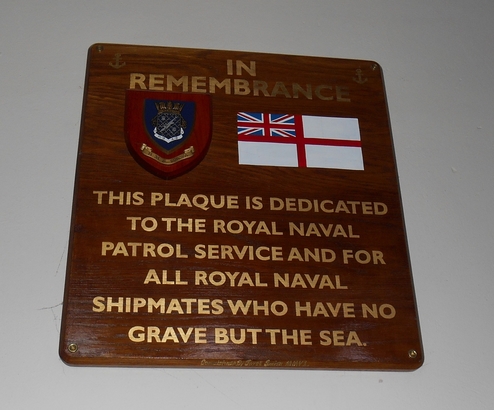 IN
REMEMBRANCE
THIS PLAQUE IS DEDICATED
TO THE ROYAL NAVAL
PATROL SERVICE AND FOR
ALL ROYAL NAVAL
SHIPMATES WHO HAVE NO
GRAVE BUT THE SEA.